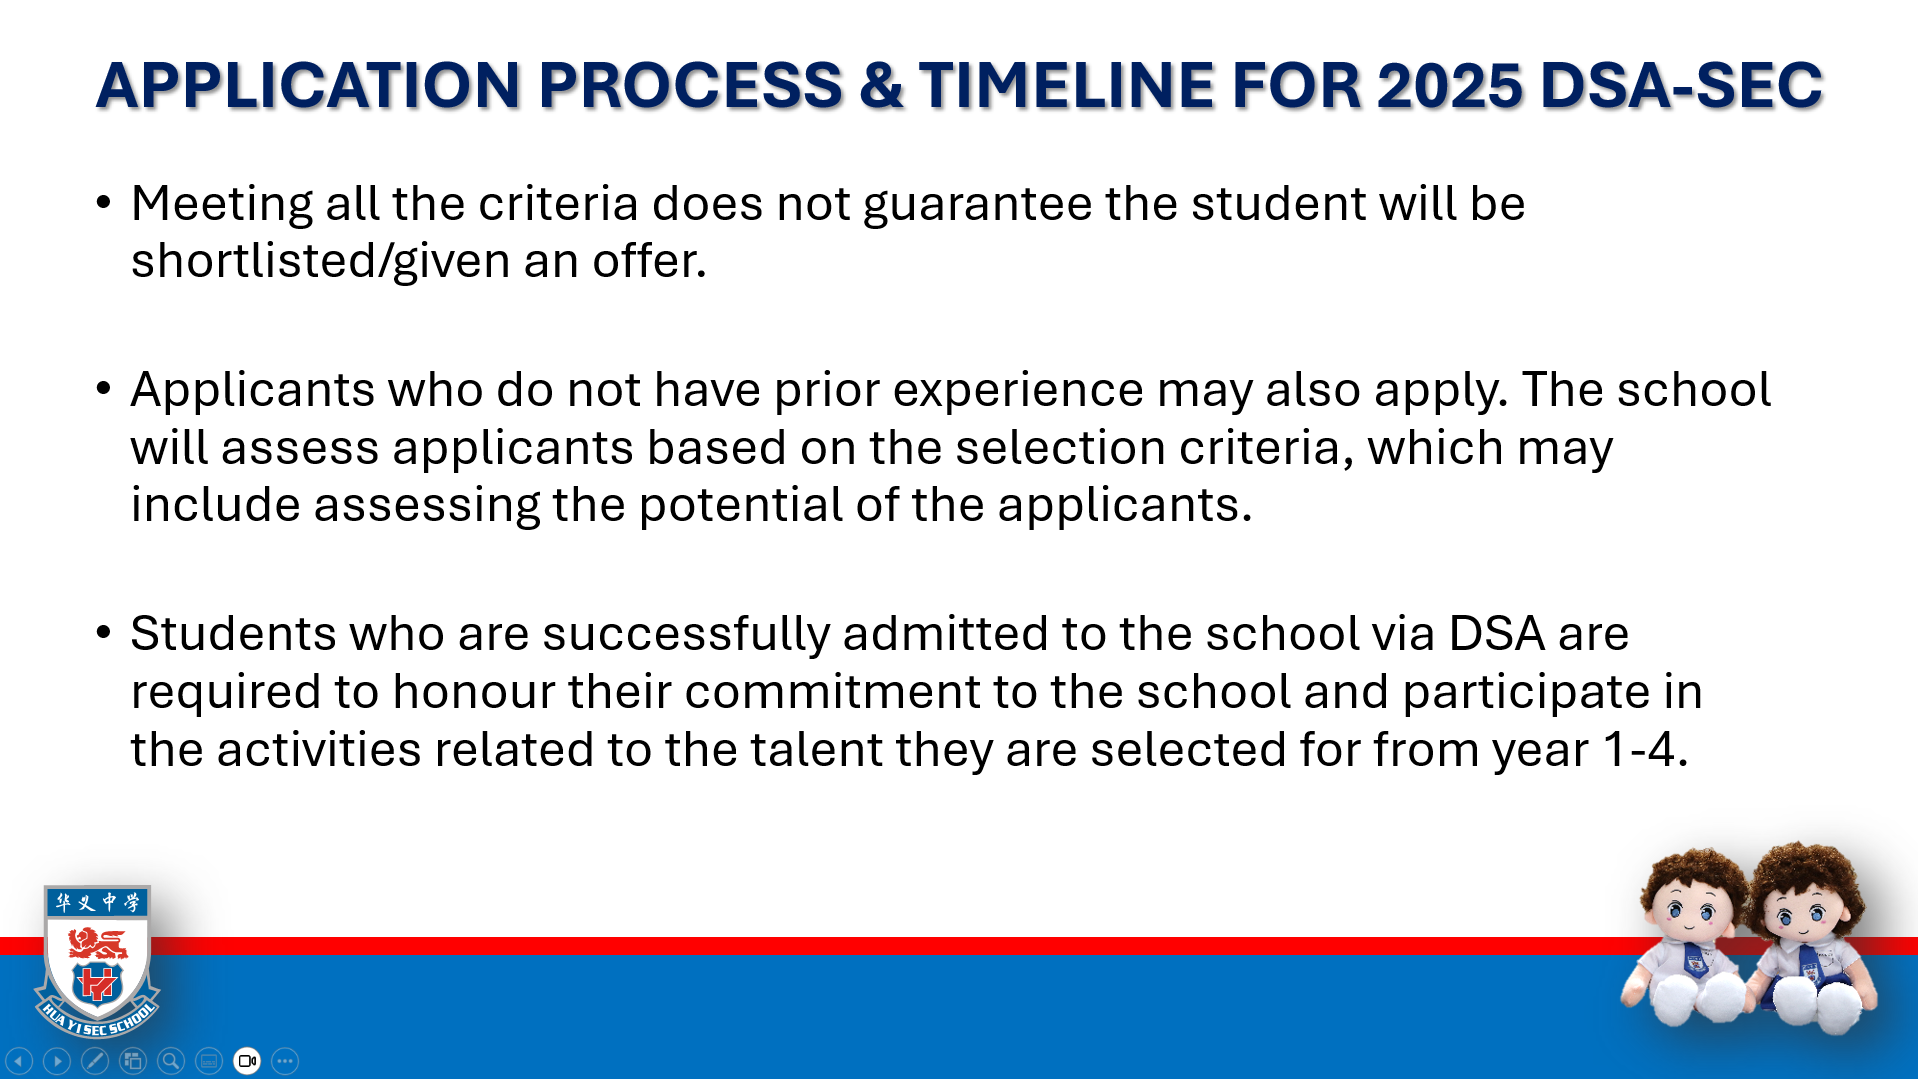 APPLICATION PROCESS & TIMELINE FOR 2025 DSA-SEC
• Meeting all the criteria does not guarantee the student will be
shortlisted/given an offer.
• Applicants who do not have prior experience may also apply. The school
will assess applicants based on the selection criteria, which may
include assessing the potential of the applicants.
• Students who are successfully admitted to the school via DSA are
required to honour their commitment to the school and participate in
the activities related to the talent they are selected for from year 1-4.
华义中学
HY
HUA YI SEC SCHOOL